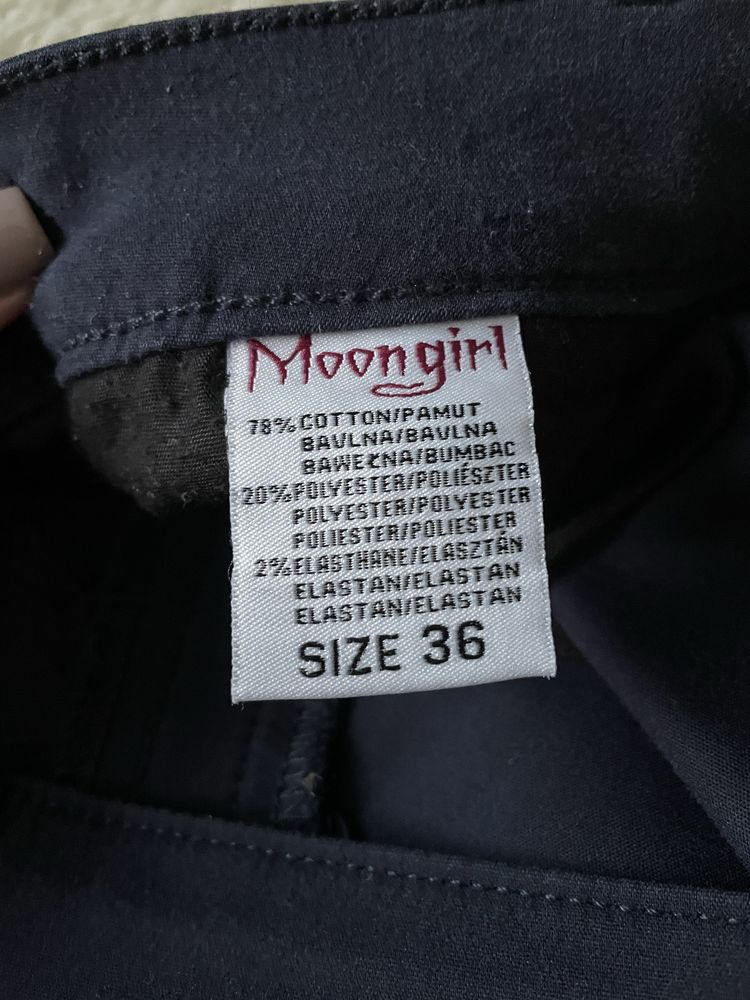 Moongirl
78% COTTON/PAMUT
BAVLNA/BAVLNA
BAWEŁNA/BUMBAC
20% POLYESTER/POLIÉSZTER
POLYESTER/POLYESTER
POLIESTER/POLIESTER
2% ELASTHANE/ELASZTÁN
ELASTAN/ELASTAN
ELASTAN/ELASTAN
SIZE 36